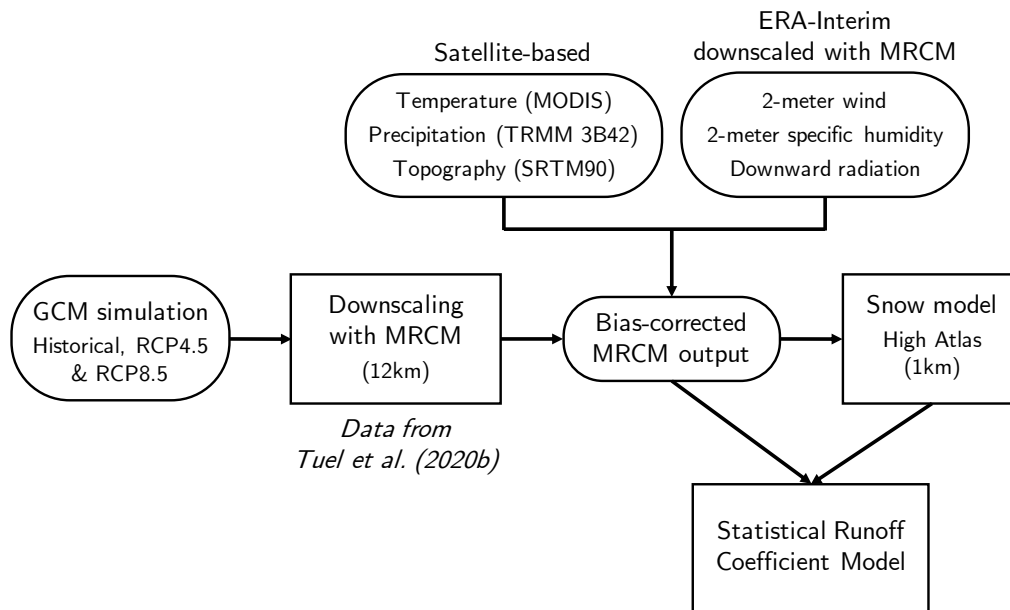 Satellite-based
Temperature (MODIS)
Precipitation (TRMM 3B42)
Topography (SRTM90)
ERA-Interim
downscaled with MRCM
2-meter wind
2-meter specific humidity
Downward radiation
GCM simulation
Historical, RCP4.5
& RCP8.5
Downscaling
with MRCM
(12km)
Data from
Tuel et al. (2020b)
Bias-corrected
MRCM output
Snow model
High Atlas
(1km)
Statistical Runoff
Coefficient Model